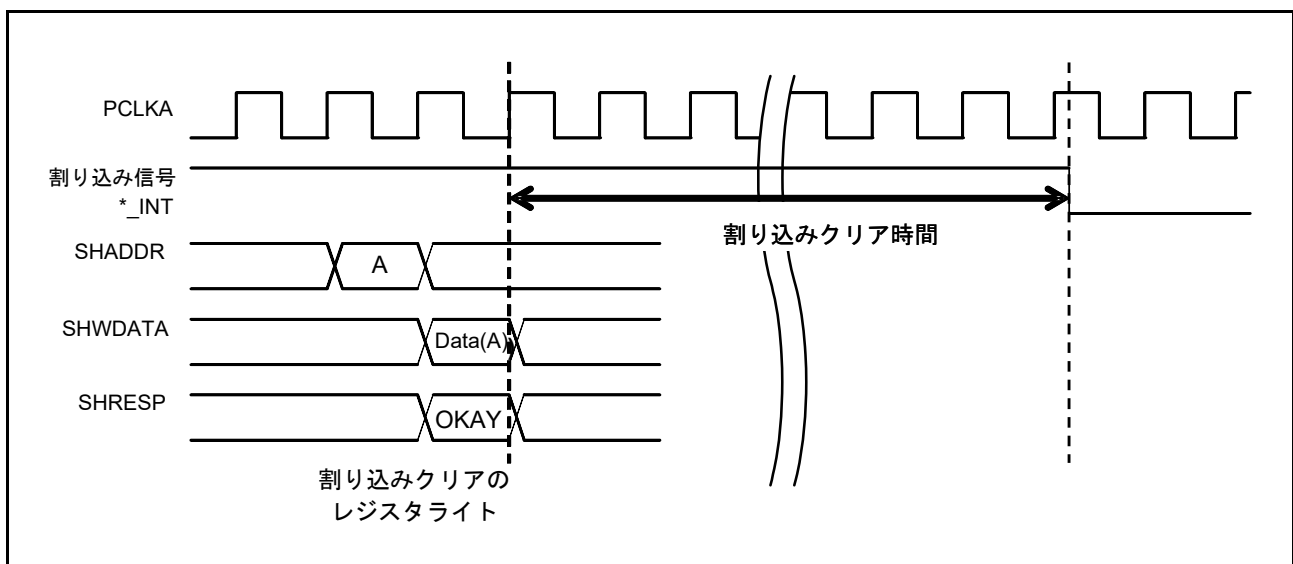 PCLKA
割り込み信号
*_INT
割り込みクリア時間
SHADDR
A
SHWDATA
Data(A)
SHRESP
OKAY
割り込みクリアの
レジスタライト